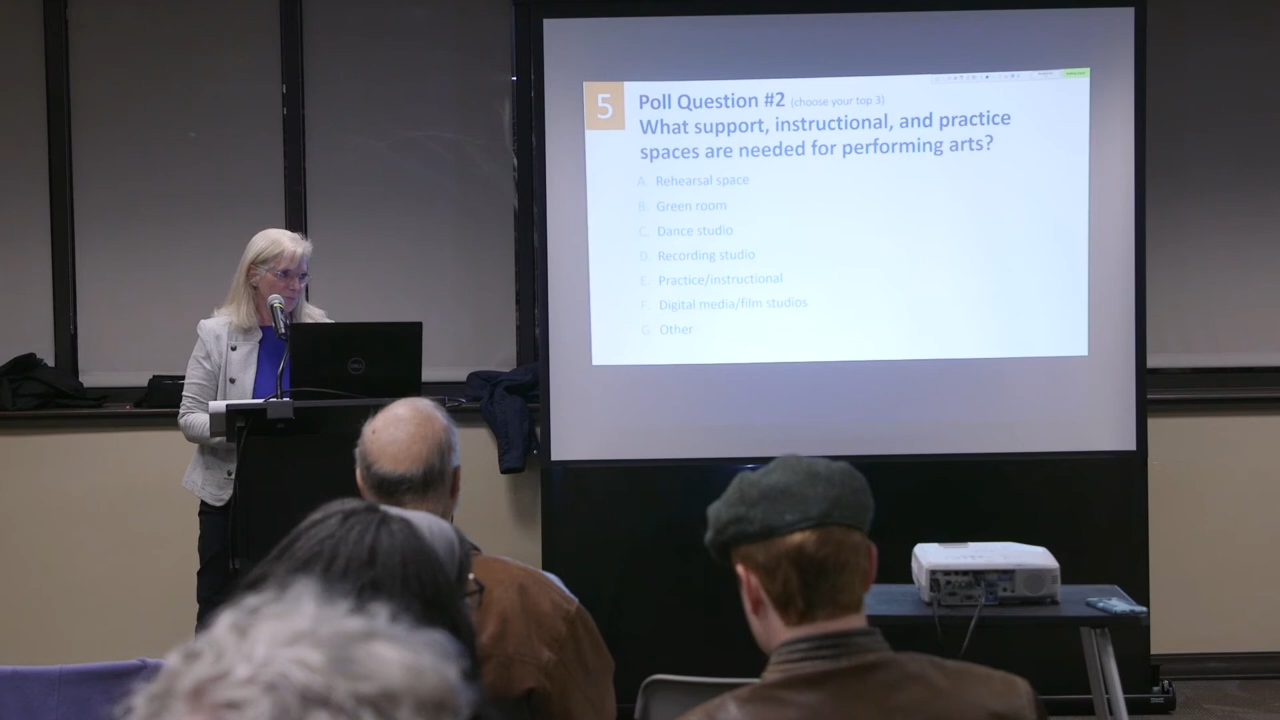 5
Poll Question #2 (choose your top 3)
What support, instructional, and practice
spaces are needed for performing arts?
A. Rehearsal space
B. Green room
C. Dance studio
D. Recording studio
E. Practice/instructional
F. Digital media/film studios
G. Other
DELL